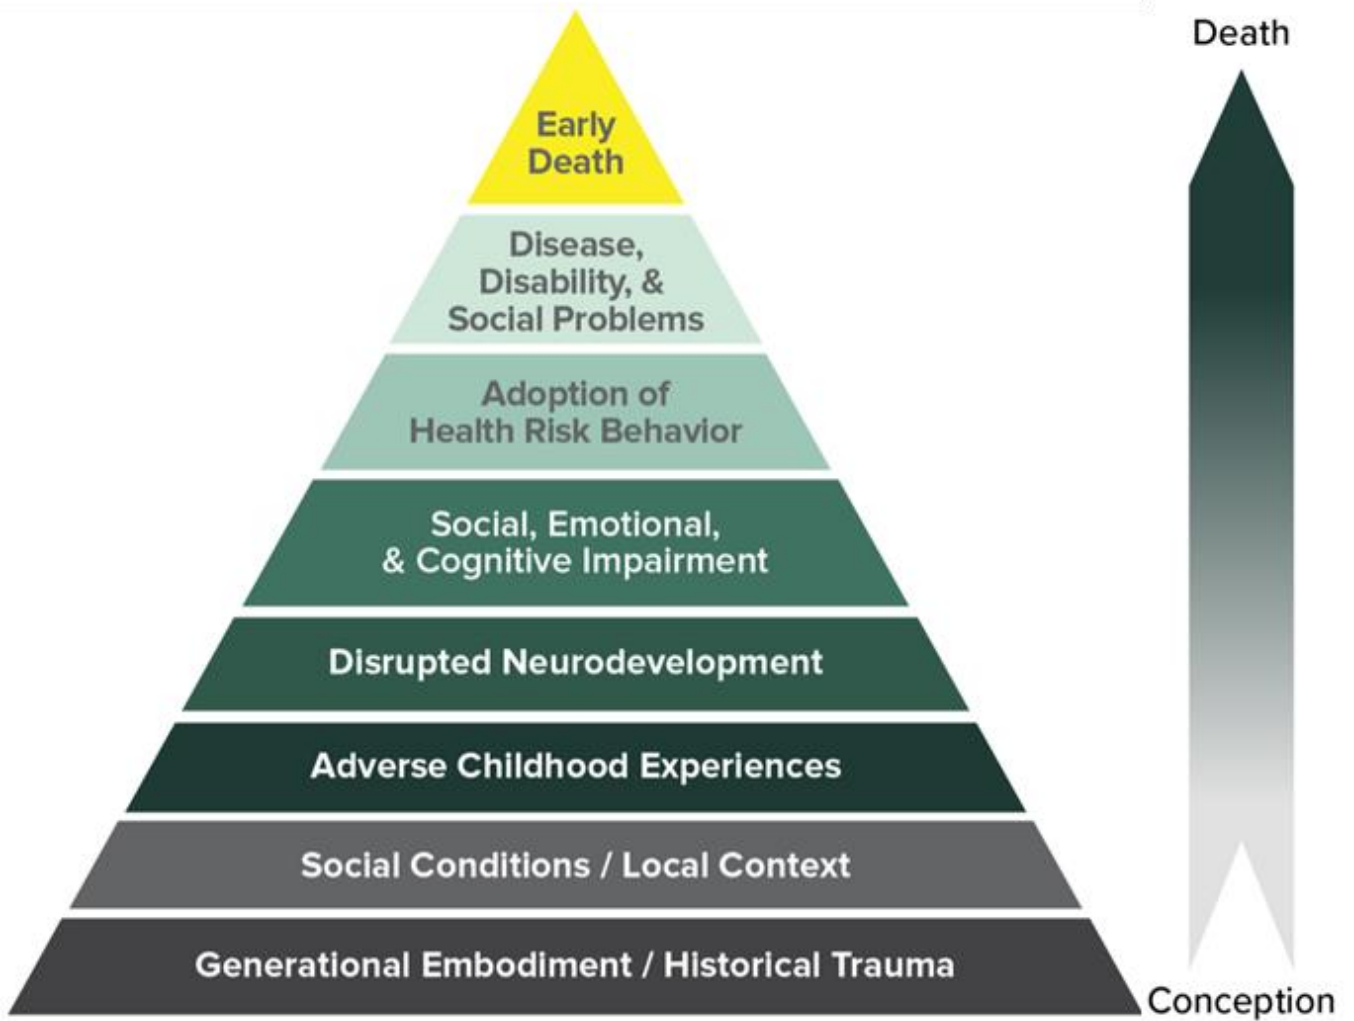 Death
Early
Death
Disease,
Disability, &
Social Problems
Adoption of
Health Risk Behavior
Social, Emotional,
& Cognitive Impairment
Disrupted Neurodevelopment
Adverse Childhood Experiences
Social Conditions / Local Context
Generational Embodiment / Historical Trauma
Conception